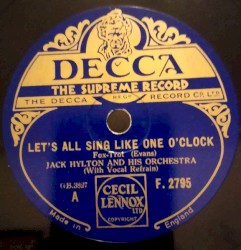 DECCA
THE SUPREME RECORD
THE DECCA REGD RECORD CO. LTD.
LET'S ALL SING LIKE ONE O'CLOCK
Fox-Trot (Evans)
JACK HYLTON AND HIS ORCHESTRA
(With Vocal Refrain)
F. 2795
A
CECIL
LENNOX
LTD
COPYRIGHT
Made in England